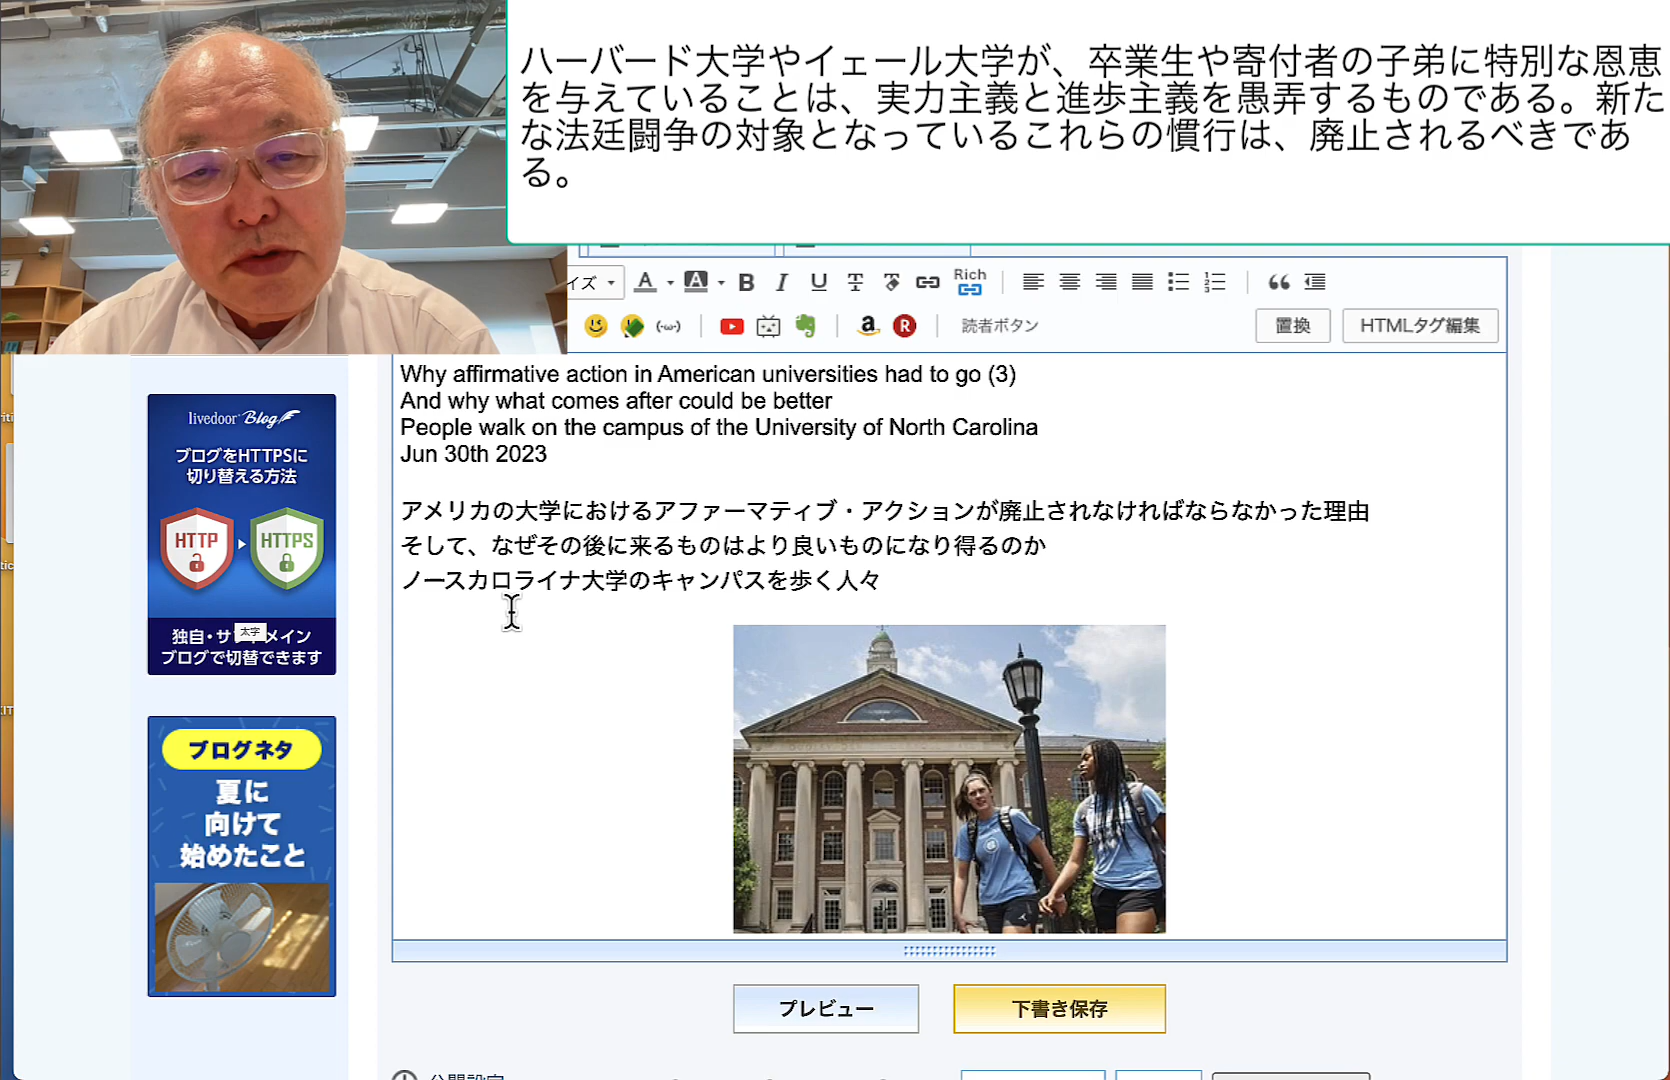 ハーバード大学やイェール大学が、卒業生や寄付者の子弟に特別な恩恵
を与えていることは、実力主義と進歩主義を愚弄するものである。新た
な法廷闘争の対象となっているこれらの慣行は、廃止されるべきであ
る。
イズ
Rich
読者ボタン
置換
HTMLタグ編集
Why affirmative action in American universities had to go (3)
And why what comes after could be better
People walk on the campus of the University of North Carolina
Jun 30th 2023
アメリカの大学におけるアファーマティブ・アクションが廃止されなければならなかった理由
そして、なぜその後に来るものはより良いものになり得るのか
ノースカロライナ大学のキャンパスを歩く人々
livedoor Blog
ブログをHTTPSに
切り替える方法
HTTP
HTTPS
独自・サ
メイン
太字
ブログで切替できます
ブログネタ
夏に
向けて
始めたこと
プレビュー
下書き保存